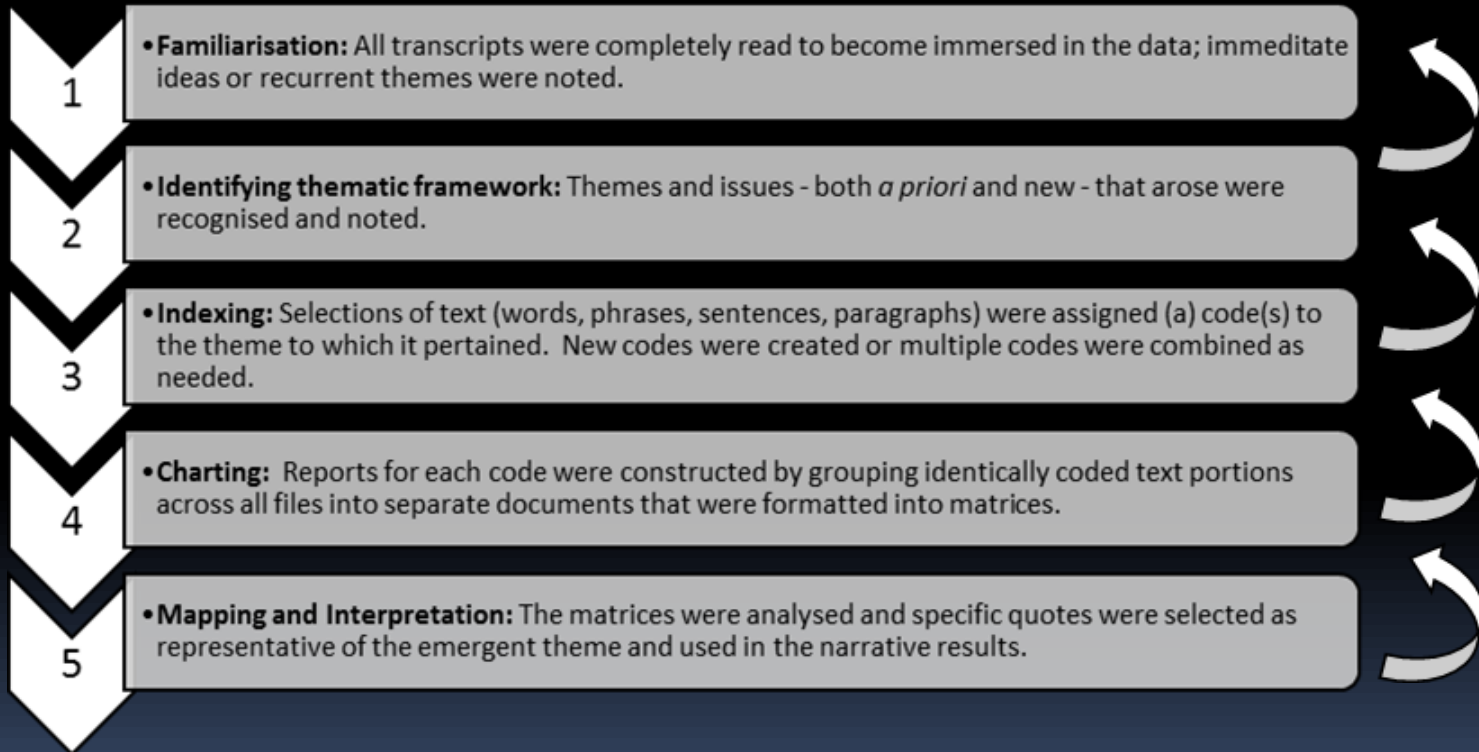 1
•Familiarisation: All transcripts were completely read to become immersed in the data; immeditate
ideas or recurrent themes were noted.
2
•Identifying thematic framework: Themes and issues - both a priori and new - that arose were
recognised and noted.
3
•Indexing: Selections of text (words, phrases, sentences, paragraphs) were assigned (a) code(s) to
the theme to which it pertained.  New codes were created or multiple codes were combined as
needed.
4
•Charting:  Reports for each code were constructed by grouping identically coded text portions
across all files into separate documents that were formatted into matrices.
5
•Mapping and Interpretation: The matrices were analysed and specific quotes were selected as
representative of the emergent theme and used in the narrative results.